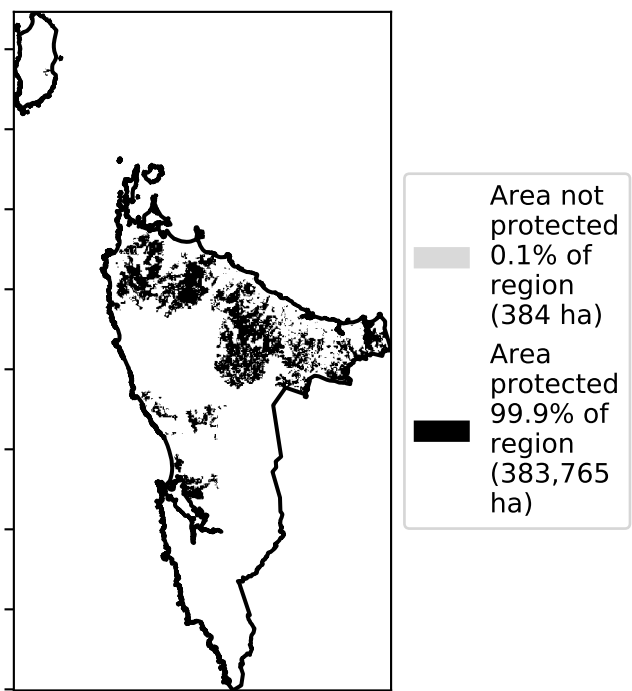 Area not
protected
0.1% of
region
(384 ha)
Area
protected
99.9% of
region
(383,765
ha)